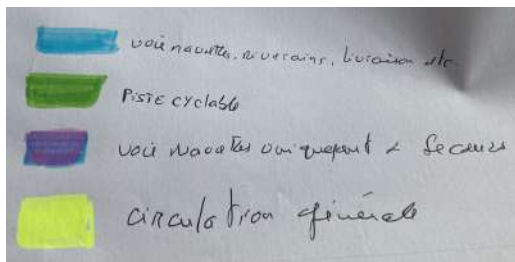 voie navettes, riverains, livraison etc.
PISTE CYCLABLE
voie navettes uniquement & Secours
circulation générale